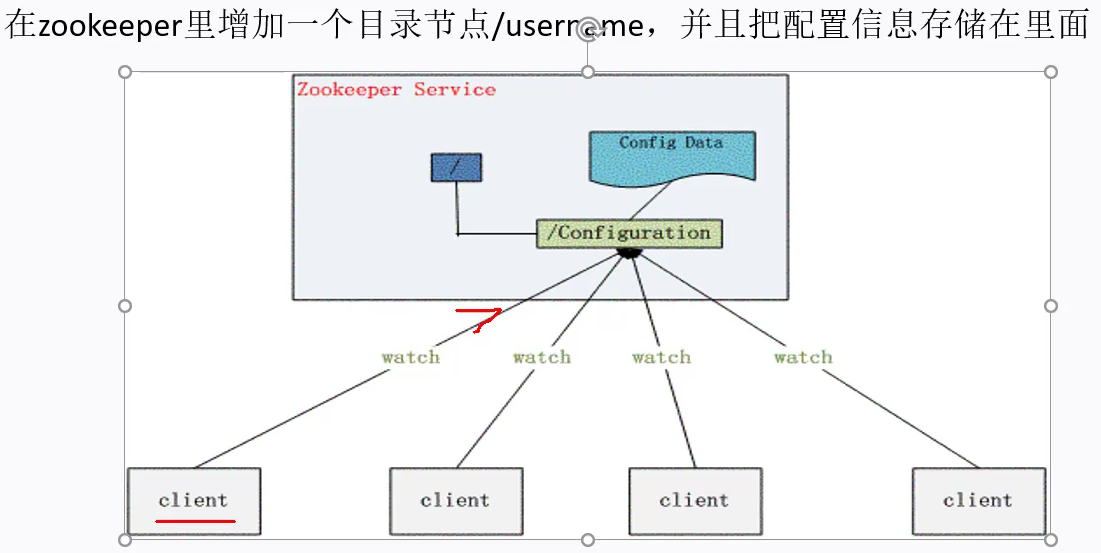 在zookeeper里增加一个目录节点/username，并且把配置信息存储在里面
Zookeeper Service
Config Data
/
/Configuration
watch watch watch watch
client client client client